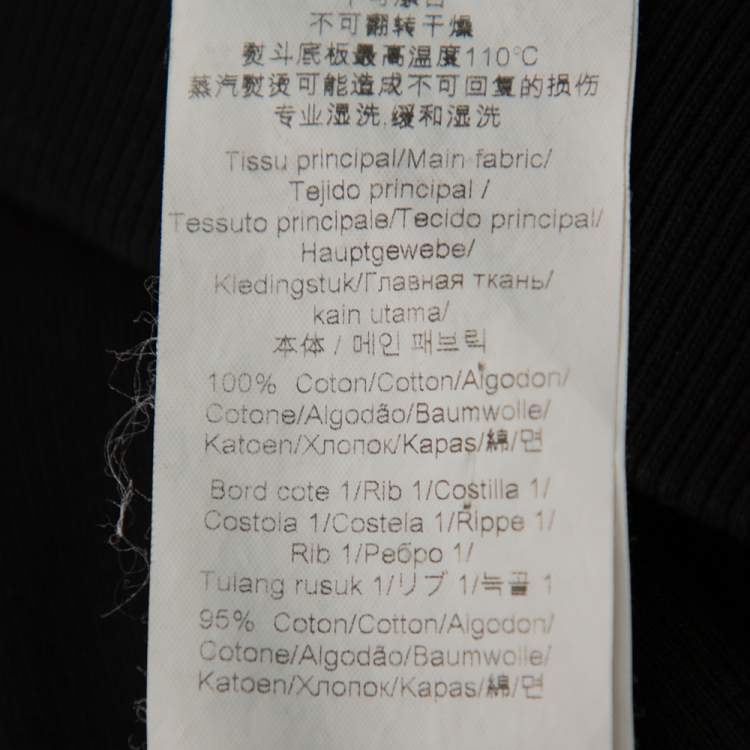 不可翻转干燥
熨斗底板最高温度110°C
蒸汽熨烫可能造成不可回复的损伤
专业湿洗,缓和湿洗
Tissu principal/Main fabric/
Tejido principal /
Tessuto principale/Tecido principal/
Hauptgewebe/
Kledingstuk/Главная ткань/
kain utama/
本体 / 메인 패브릭
100% Coton/Cotton/Algodon/
Cotone/Algodão/Baumwolle/
Katoen/Хлопок/Kapas/綿/면
Bord cote 1/Rib 1/Costilla 1/
Costola 1/Costela 1/Rippe 1/
Rib 1/Ребро 1/
Tulang rusuk 1/リブ 1/늑골 1
95% Coton/Cotton/Algodon/
Cotone/Algodão/Baumwolle/
Katoen/Хлопок/Kapas/綿/면